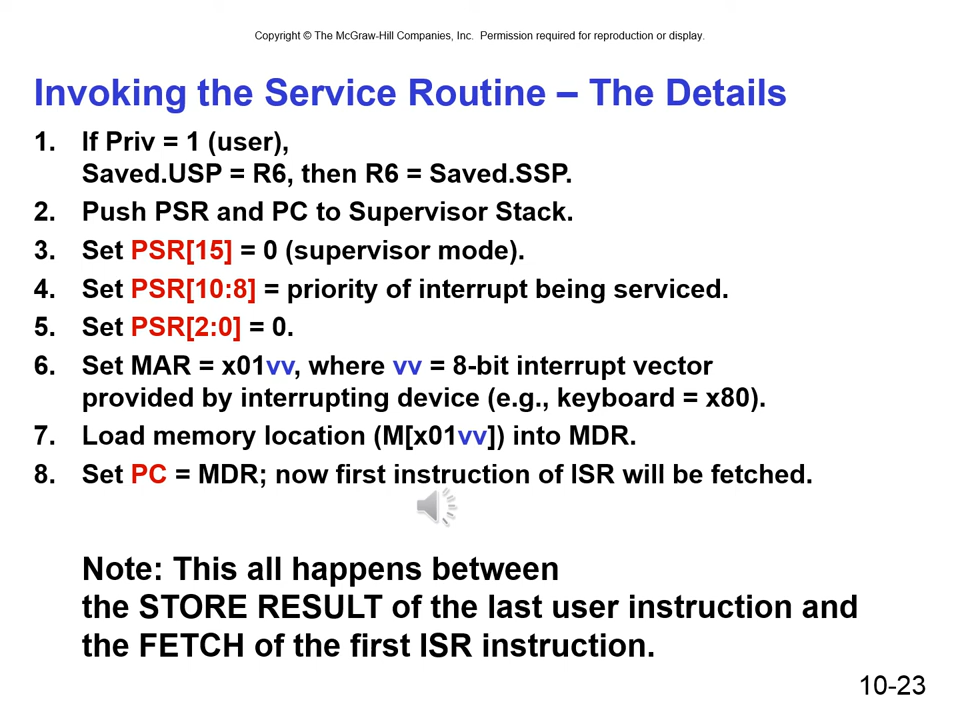 Copyright © The McGraw-Hill Companies, Inc.  Permission required for reproduction or display.
Invoking the Service Routine – The Details
1. If Priv = 1 (user),
Saved.USP = R6, then R6 = Saved.SSP.
2. Push PSR and PC to Supervisor Stack.
3. Set PSR[15] = 0 (supervisor mode).
4. Set PSR[10:8] = priority of interrupt being serviced.
5. Set PSR[2:0] = 0.
6. Set MAR = x01vv, where vv = 8-bit interrupt vector
provided by interrupting device (e.g., keyboard = x80).
7. Load memory location (M[x01vv]) into MDR.
8. Set PC = MDR; now first instruction of ISR will be fetched.
Note: This all happens between
the STORE RESULT of the last user instruction and
the FETCH of the first ISR instruction.
10-23